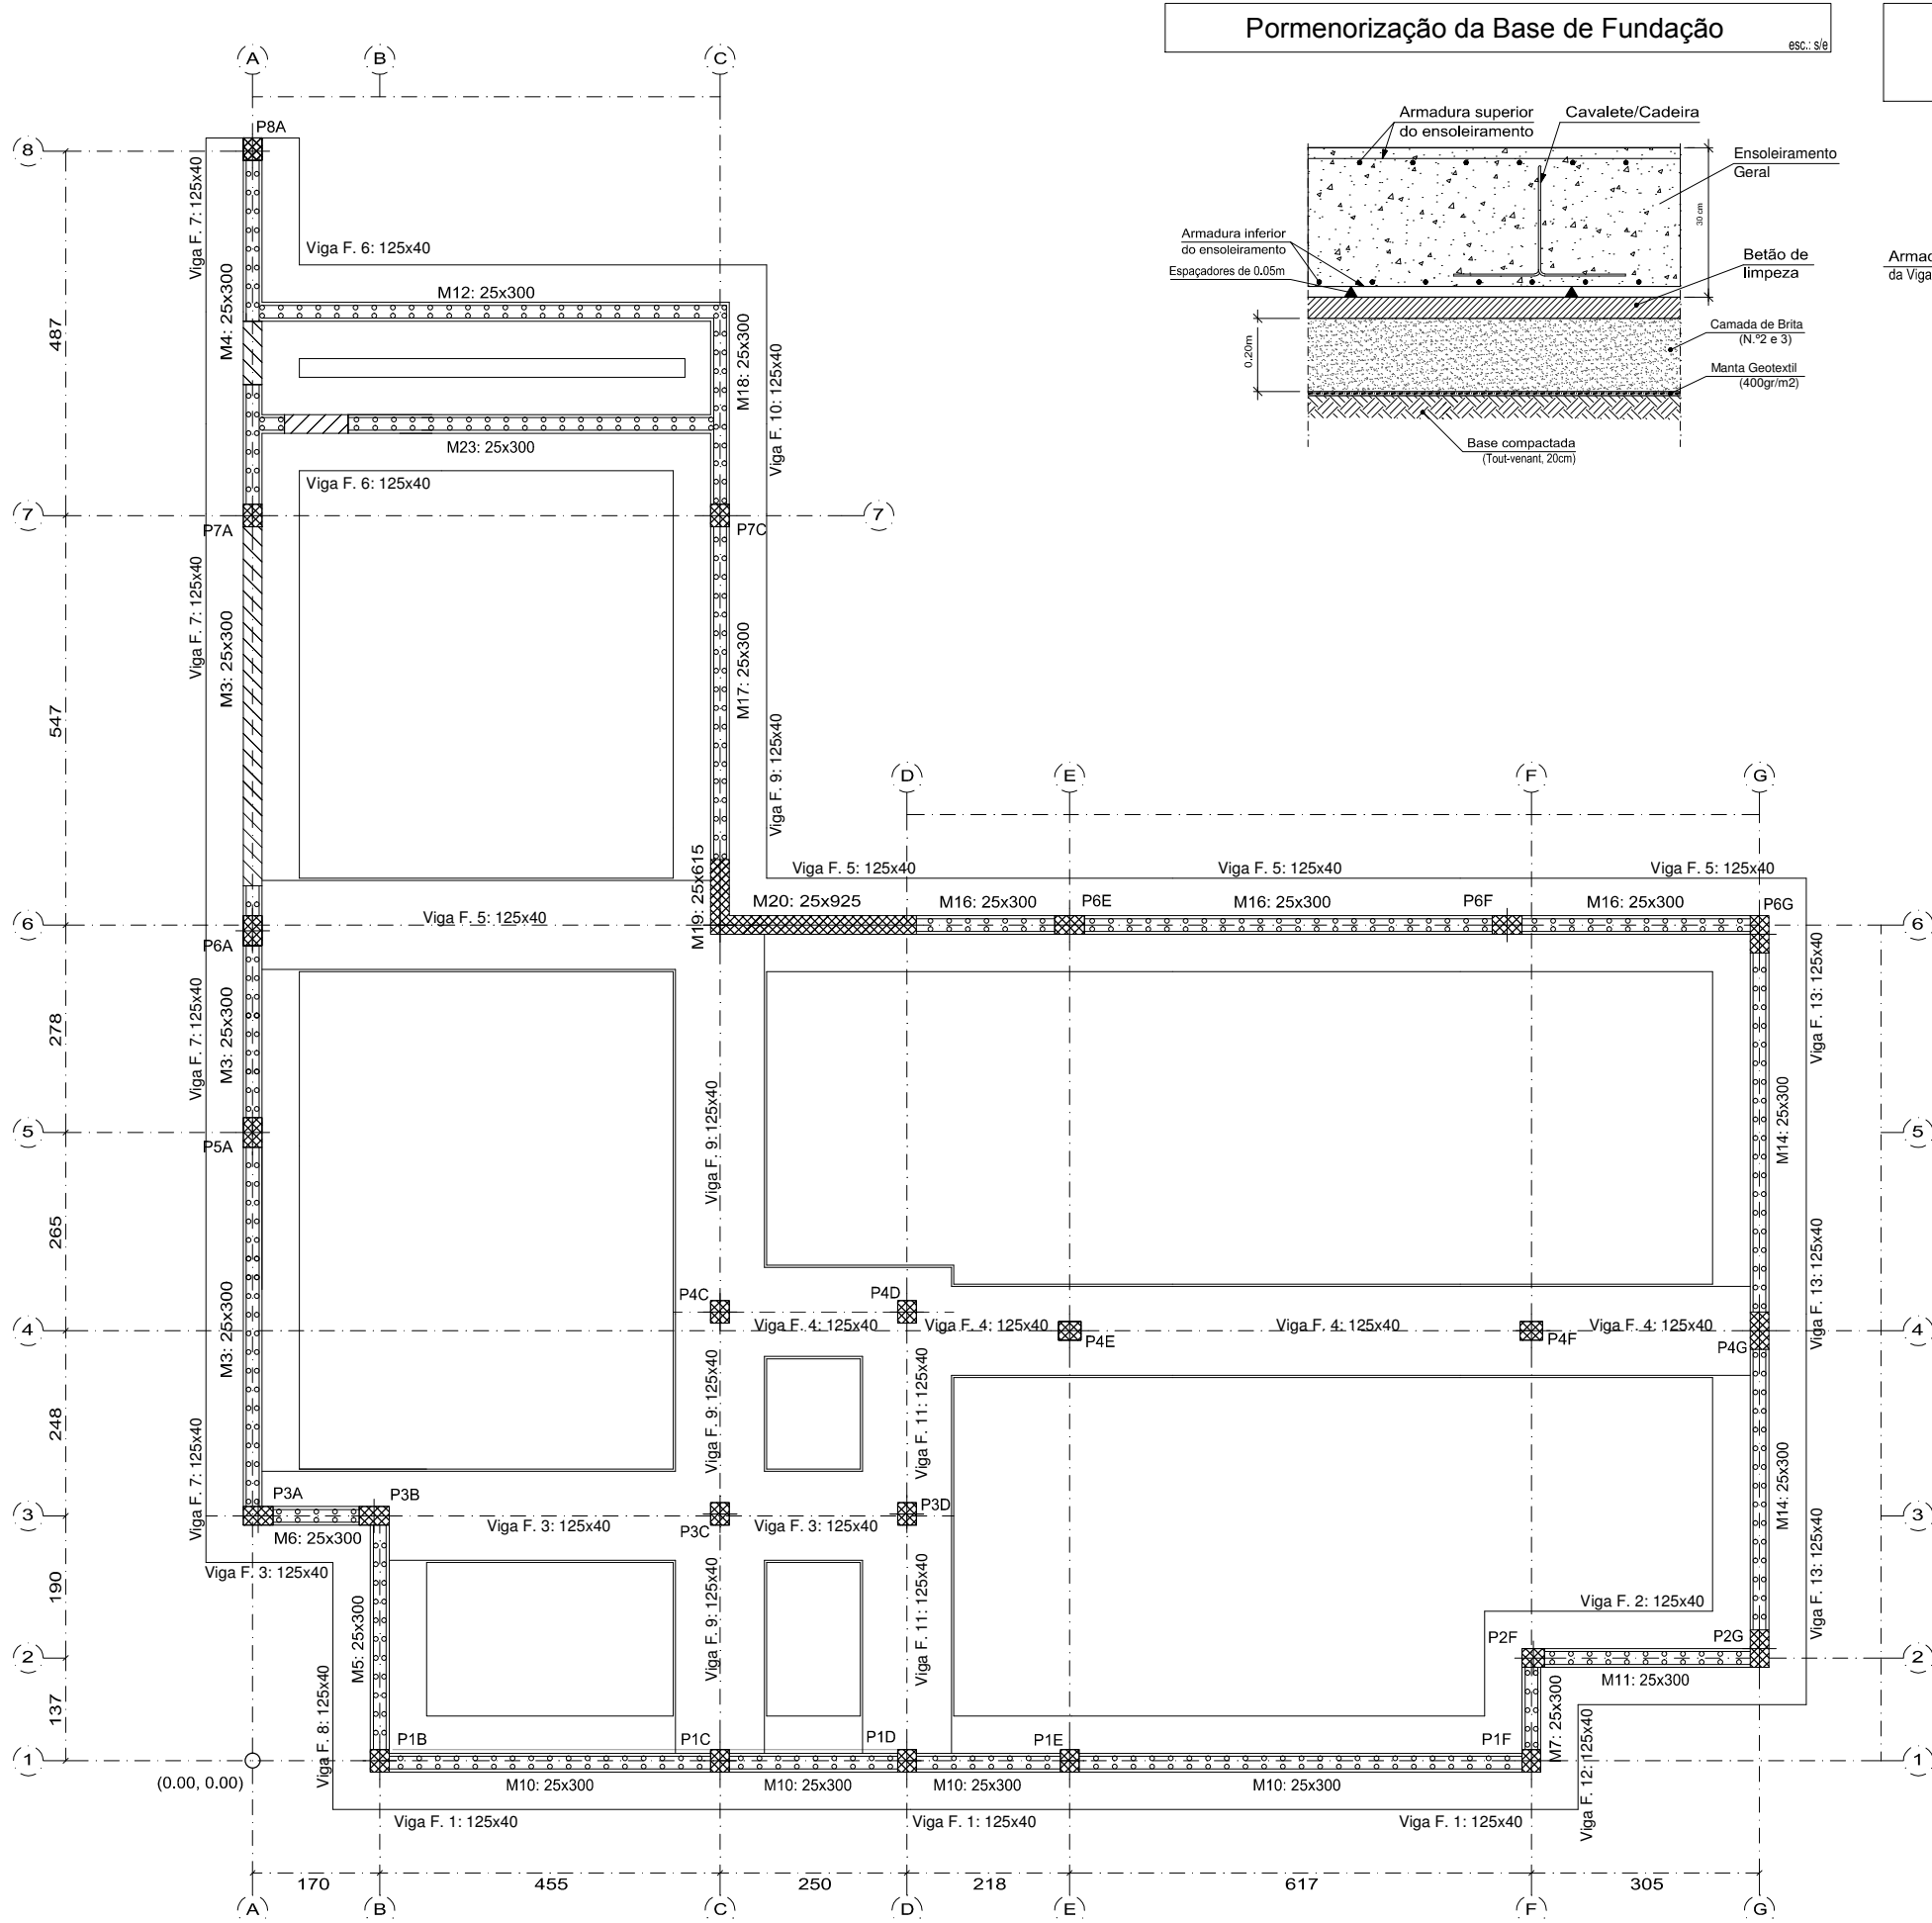 Pormenorização da Base de Fundação
esc.: s/e
A
B
C
P8A
8
Viga F. 7: 125x40
Viga F. 6: 125x40
M4: 25x300
M12: 25x300
487
M18: 25x300
Viga F. 10: 125x40
M23: 25x300
Viga F. 6: 125x40
7
P7A
P7C
7
Viga F. 7: 125x40
M3: 25x300
M17: 25x300
547
Viga F. 9: 125x40
Armadura superior
do ensoleiramento
Cavalete/Cadeira
Ensoleiramento
Geral
30 cm
Armadura inferior
do ensoleiramento
Espaçadores de 0.05m
Betão de
limpeza
0,20m
Camada de Brita
(N.º2 e 3)
Manta Geotextil
(400gr/m2)
Base compactada
(Tout-venant, 20cm)
Armad
da Viga
D
E
F
G
Viga F. 5: 125x40
Viga F. 5: 125x40
Viga F. 5: 125x40
M19: 25x615
M20: 25x925
M16: 25x300
P6E
M16: 25x300
P6F
M16: 25x300
P6G
Viga F. 5: 125x40
6
P6A
6
Viga F. 7: 125x40
M3: 25x300
278
Viga F. 13: 125x40
M14: 25x300
Viga F. 9: 125x40
5
P5A
5
265
M3: 25x300
Viga F. 13: 125x40
P4C
P4D
4
Viga F. 4: 125x40
Viga F. 4: 125x40
P4E
Viga F. 4: 125x40
P4F
Viga F. 4: 125x40
P4G
4
248
Viga F. 7: 125x40
Viga F. 9: 125x40
Viga F. 11: 125x40
M14: 25x300
P3A
P3B
3
M6: 25x300
Viga F. 3: 125x40
P3C
Viga F. 3: 125x40
P3D
3
Viga F. 3: 125x40
190
M5: 25x300
Viga F. 9: 125x40
Viga F. 11: 125x40
Viga F. 13: 125x40
Viga F. 2: 125x40
P2F
P2G
2
2
M11: 25x300
137
Viga F. 8: 125x40
M7: 25x300
P1B
P1C
P1D
P1E
P1F
1
1
(0.00, 0.00)
M10: 25x300
M10: 25x300
M10: 25x300
M10: 25x300
Viga F. 12: 125x40
Viga F. 1: 125x40
Viga F. 1: 125x40
Viga F. 1: 125x40
170
455
250
218
617
305
A
B
C
D
E
F
G